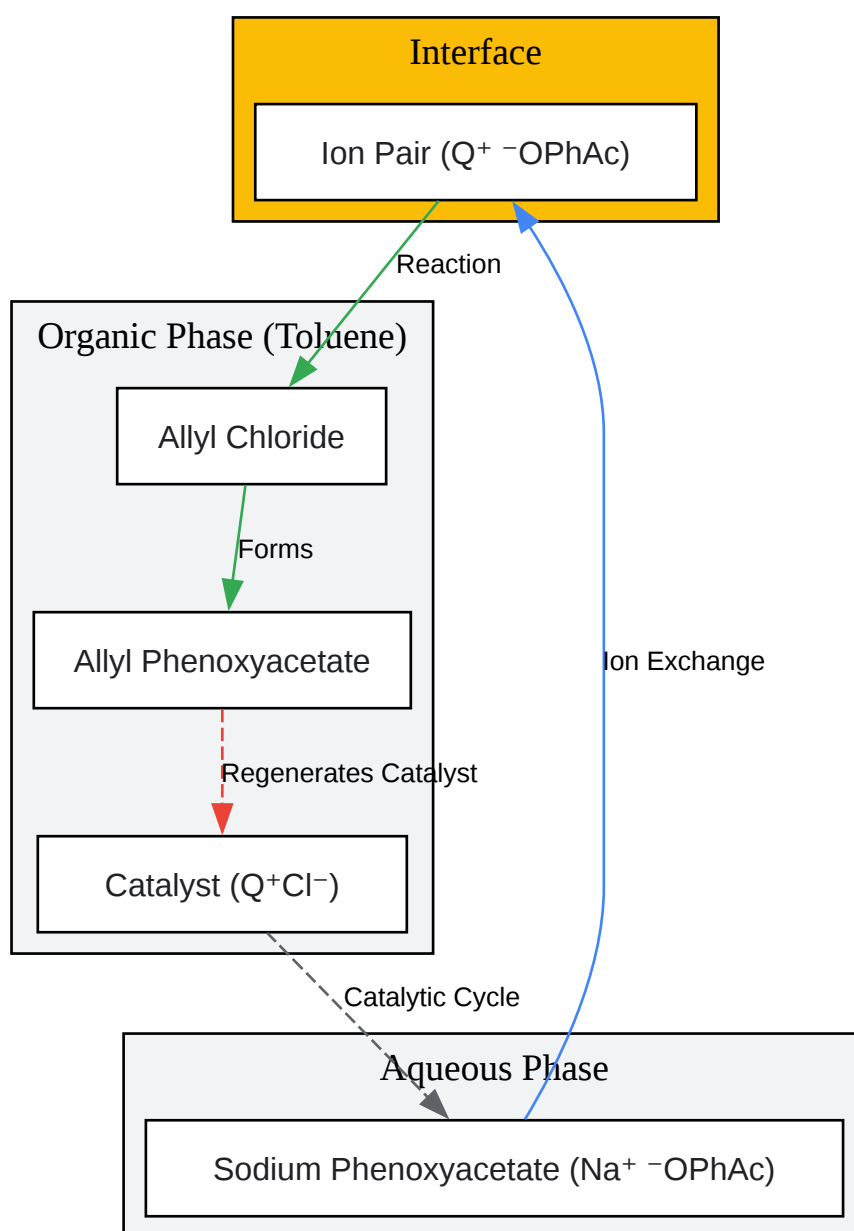 Interface
Ion Pair (Q⁺ ⁻OPhAc)
Reaction
Organic Phase (Toluene)
Allyl Chloride
Forms
Allyl Phenoxyacetate
Ion Exchange
Regenerates Catalyst
Catalyst (Q⁺Cl⁻)
Catalytic Cycle
Aqueous Phase
Sodium Phenoxyacetate (Na⁺ ⁻OPhAc)